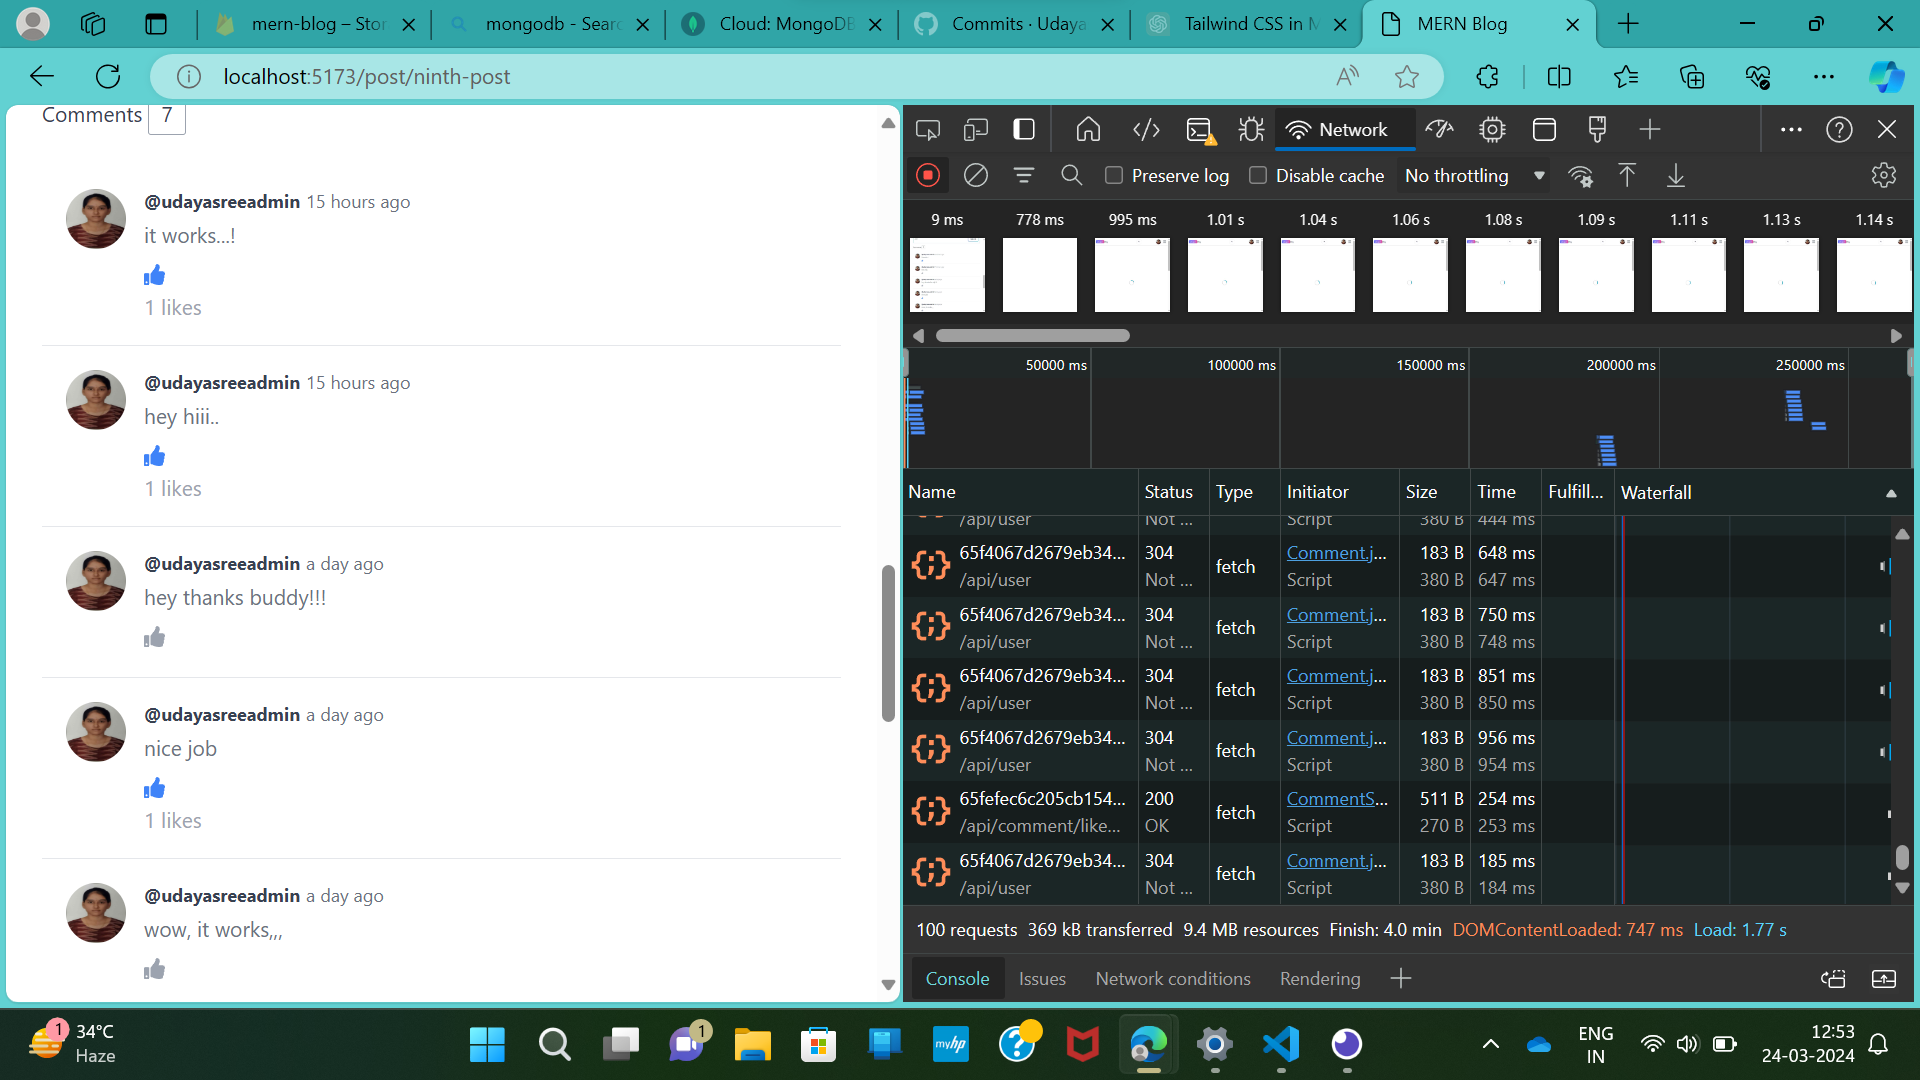 mern-blog – Stor
mongodb - Searc
Cloud: MongoDB
Commits · Udaya
Tailwind CSS in M
MERN Blog
localhost:5173/post/ninth-post
Comments 7
@udayasreeadmin 15 hours ago
it works...!
1 likes
@udayasreeadmin 15 hours ago
hey hiii..
1 likes
@udayasreeadmin a day ago
hey thanks buddy!!!
@udayasreeadmin a day ago
nice job
1 likes
@udayasreeadmin a day ago
wow, it works,,,
Network
Preserve log Disable cache No throttling
9 ms 778 ms 995 ms 1.01 s 1.04 s 1.06 s 1.08 s 1.09 s 1.11 s 1.13 s 1.14 s
50000 ms 100000 ms 150000 ms 200000 ms 250000 ms
Name Status Type Initiator Size Time Fulfill... Waterfall
/api/user Not ... Script 380 B 444 ms
65f4067d2679eb34... 304 fetch Comment.j... 183 B 648 ms
/api/user Not ... Script 380 B 647 ms
65f4067d2679eb34... 304 fetch Comment.j... 183 B 750 ms
/api/user Not ... Script 380 B 748 ms
65f4067d2679eb34... 304 fetch Comment.j... 183 B 851 ms
/api/user Not ... Script 380 B 850 ms
65f4067d2679eb34... 304 fetch Comment.j... 183 B 956 ms
/api/user Not ... Script 380 B 954 ms
65fefec6c205cb154... 200 fetch CommentS... 511 B 254 ms
/api/comment/like... OK Script 270 B 253 ms
65f4067d2679eb34... 304 fetch Comment.j... 183 B 185 ms
/api/user Not ... Script 380 B 184 ms
100 requests 369 kB transferred 9.4 MB resources Finish: 4.0 min DOMContentLoaded: 747 ms Load: 1.77 s
Console Issues Network conditions Rendering
1 34°C
Haze
1
myhp
ENG
IN
12:53
24-03-2024